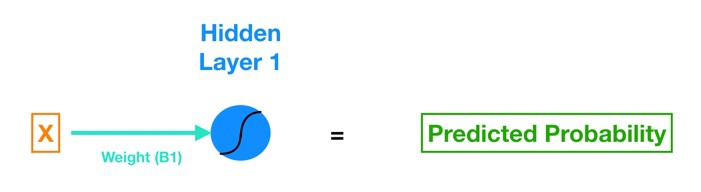 Hidden
Layer 1
X
Weight (B1)
=
Predicted Probability